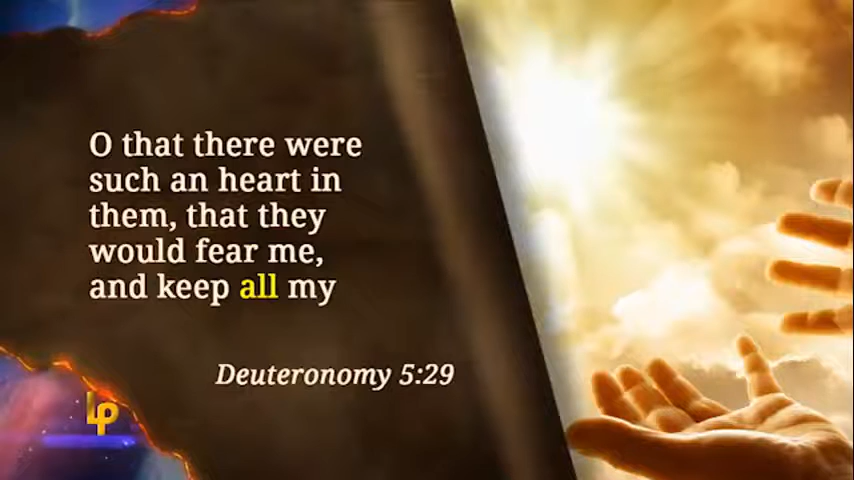 O that there were
such an heart in
them, that they
would fear me,
and keep all my
Deuteronomy 5:29
LP